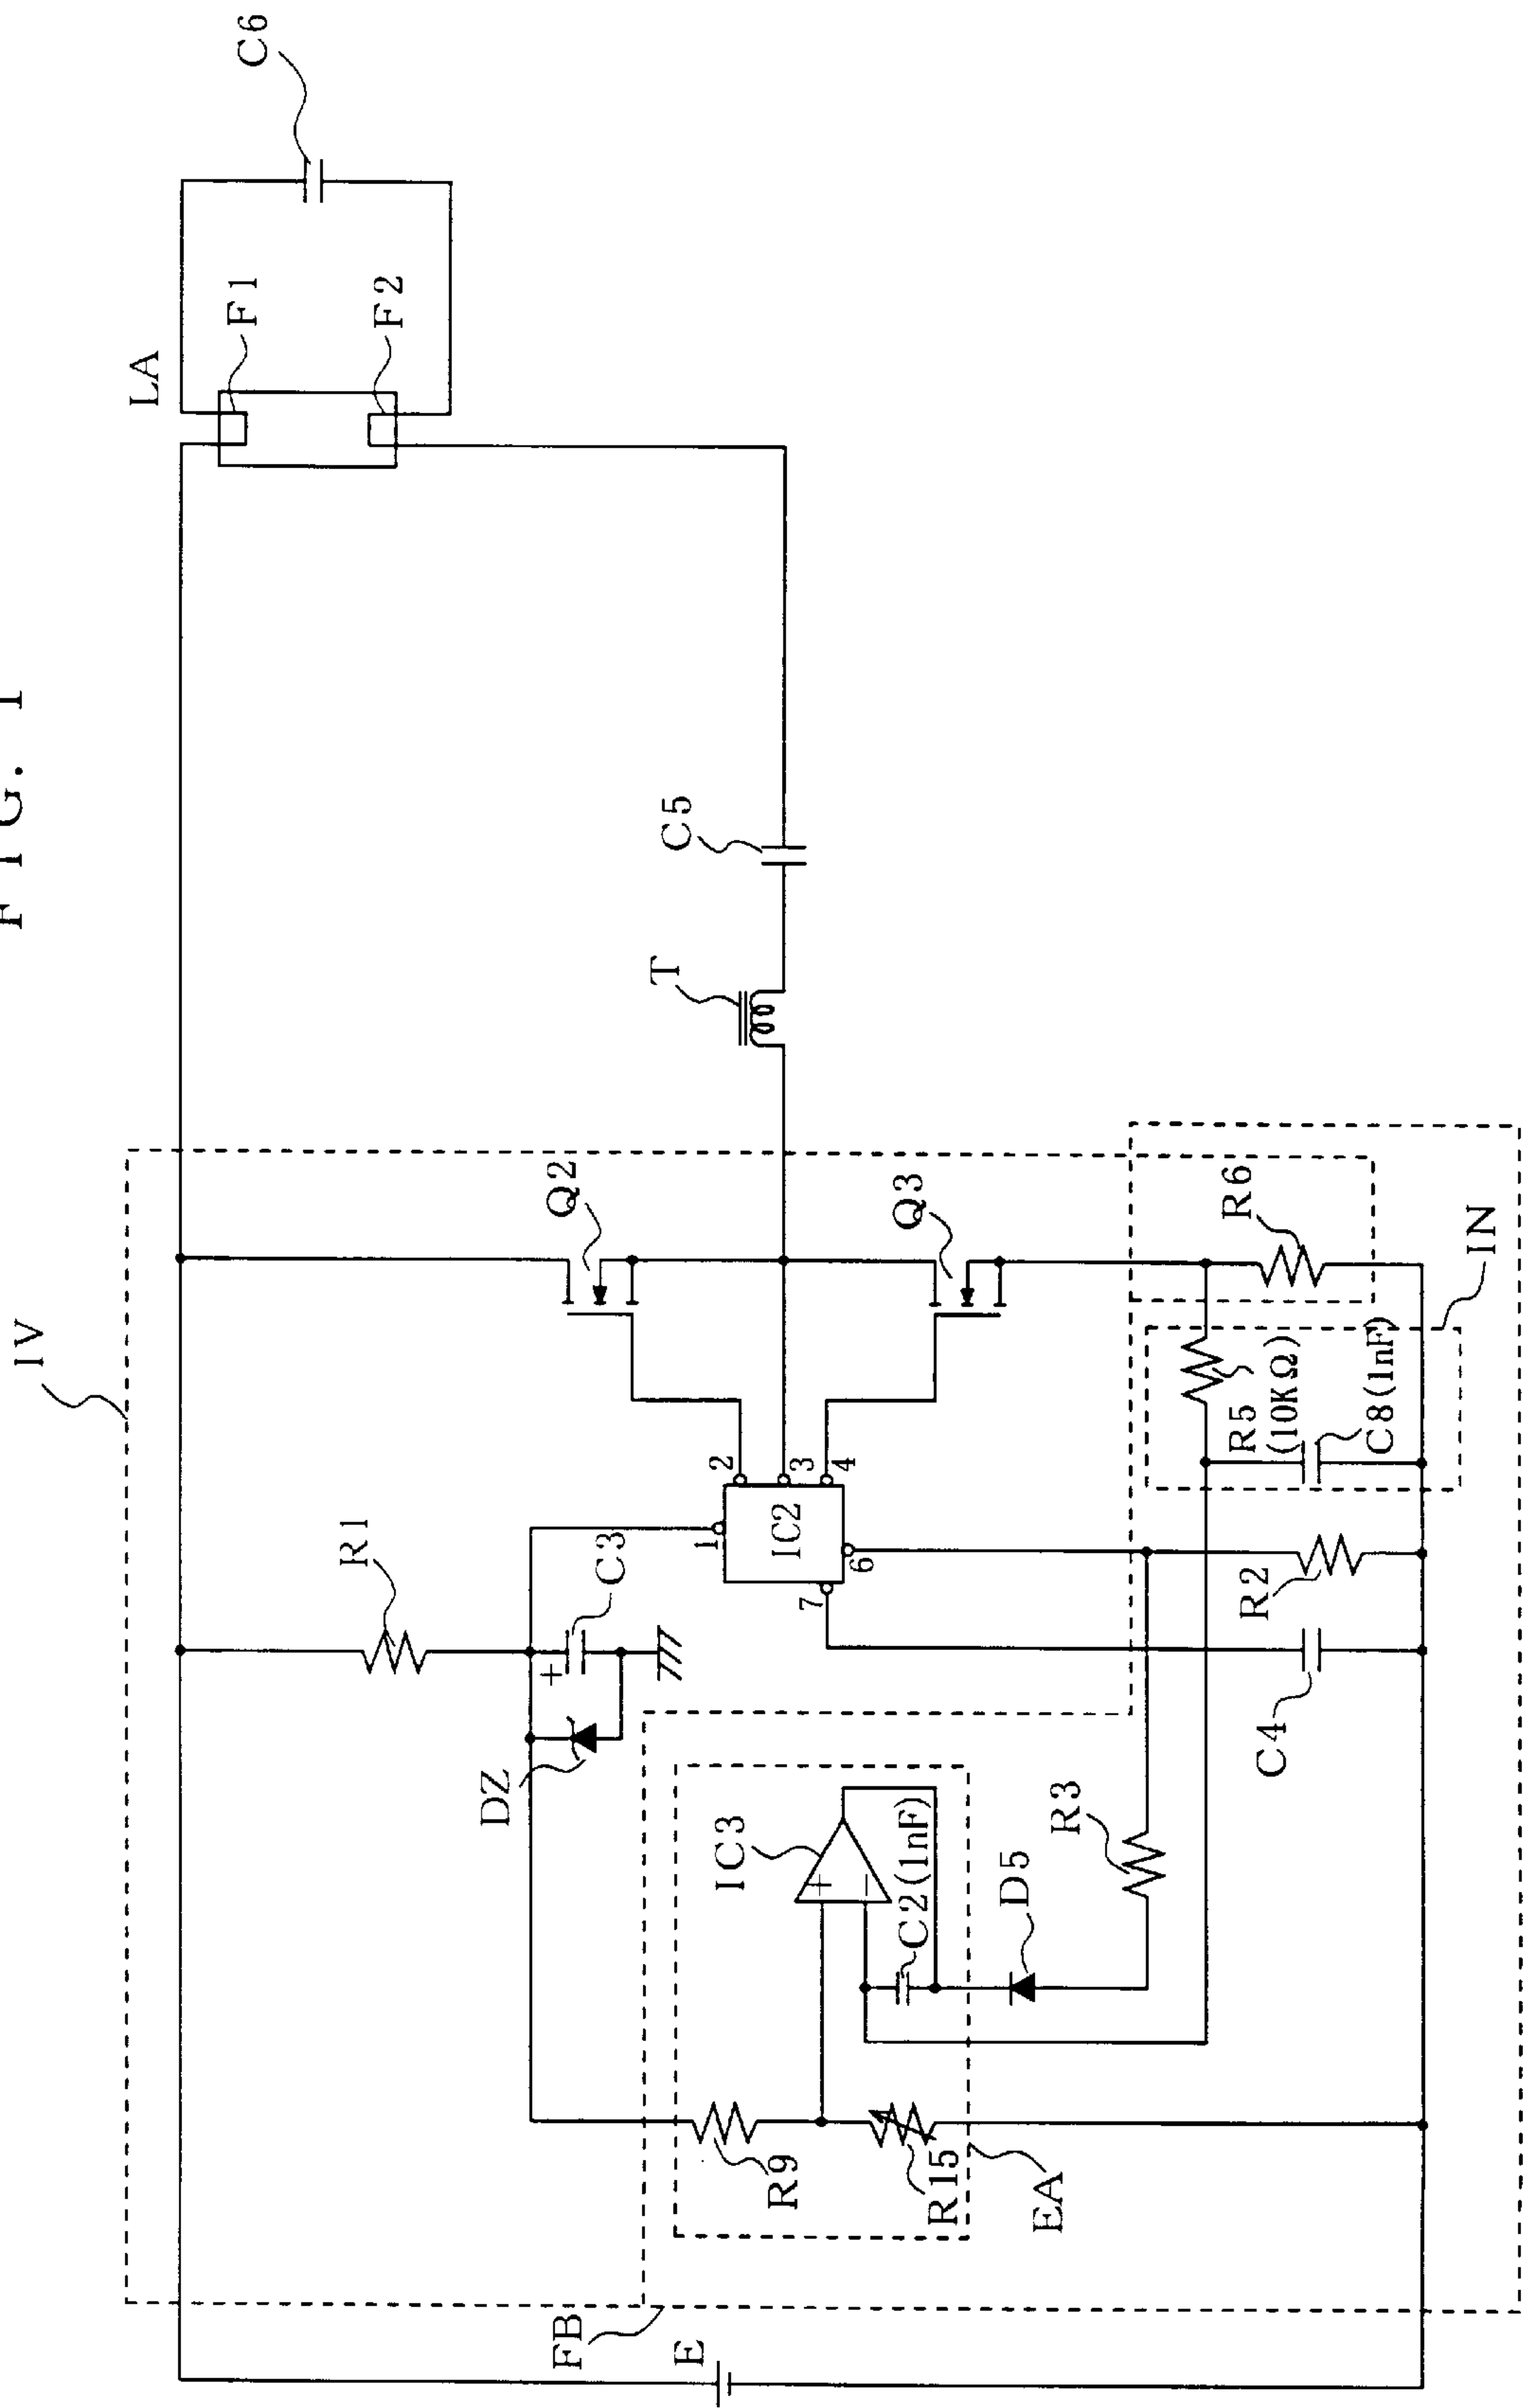 FIG. 1
IV
LA
F1
F2
C6
C5
T
Q2
Q3
R6
IN
R1
C3
+
DZ
1
2
3
4
IC2
6
7
R5
(10KΩ)
C8(1nF)
R2
C4
IC3
+
−
C2(1nF)
D5
R3
R9
R15
EA
FB
E